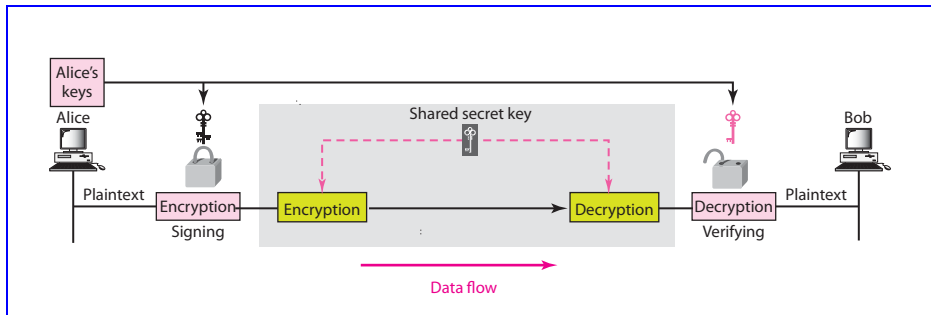 Alice's
keys
Alice
Shared secret key
Bob
Plaintext
Encryption
Encryption
Decryption
Decryption
Plaintext
Signing
Verifying
Data flow